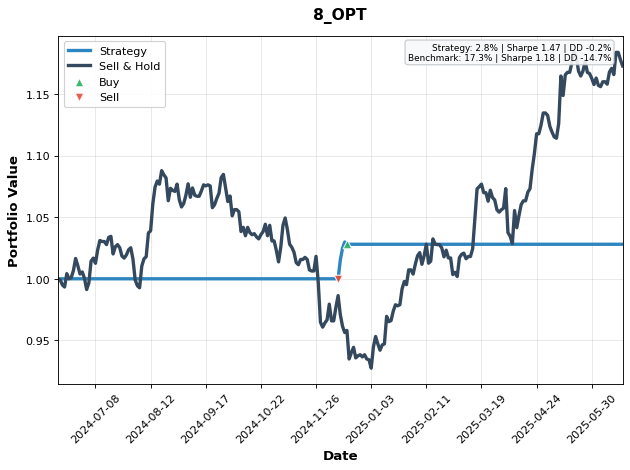 8_OPT
Strategy: 2.8% | Sharpe 1.47 | DD -0.2%
Benchmark: 17.3% | Sharpe 1.18 | DD -14.7%
Strategy
Sell & Hold
Buy
Sell
Portfolio Value
1.15
1.10
1.05
1.00
0.95
2024-07-08
2024-08-12
2024-09-17
2024-10-22
2024-11-26
2025-01-03
2025-02-11
2025-03-19
2025-04-24
2025-05-30
Date